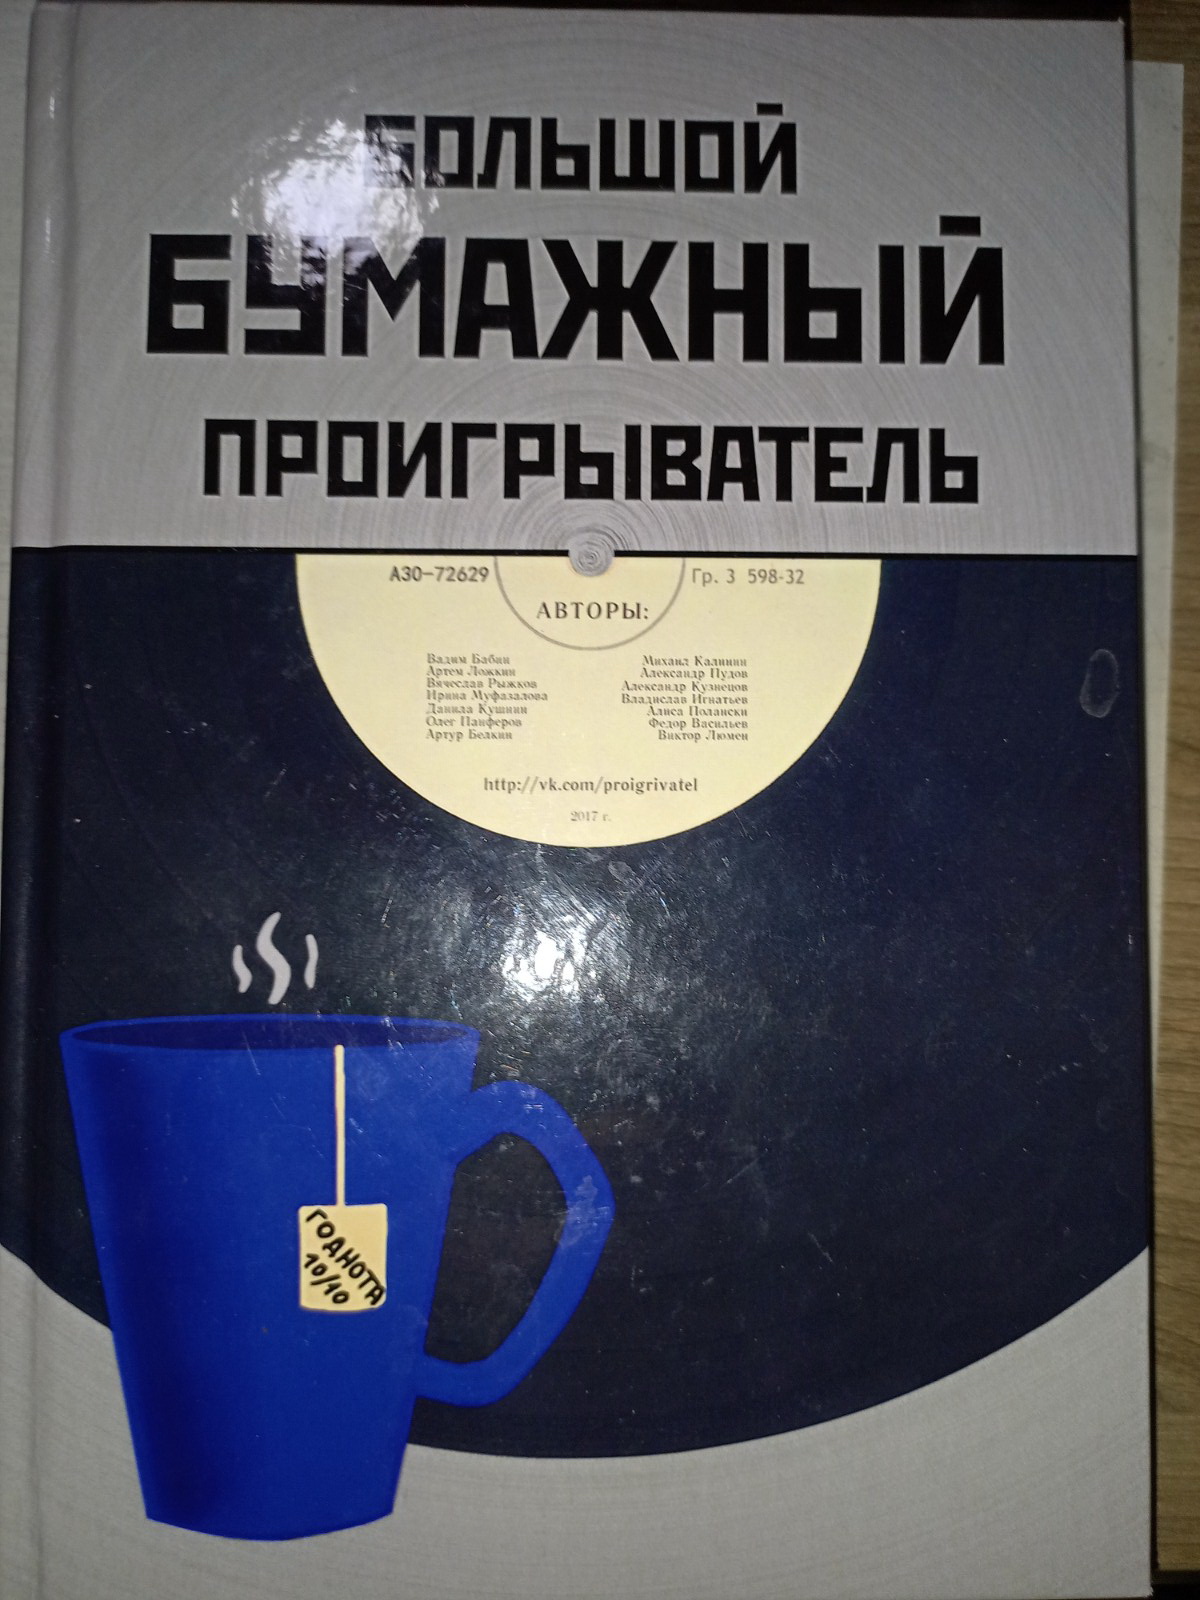 БОЛЬШОЙ
БУМАЖНЫЙ
ПРОИГРЫВАТЕЛЬ
АЗО-72629
Гр. 3 598-32
АВТОРЫ:
Вадим Бабин
Артем Ложкин
Вячеслав Рыжков
Ирина Муфазалова
Данила Кушнин
Олег Панферов
Артур Белкин
Михаил Калинин
Александр Пудов
Александр Кузнецов
Владислав Игнатьев
Алиса Полански
Федор Васильев
Виктор Люмен
http://vk.com/proigrivatel
2017 г.
ГОДНОТА
10/10